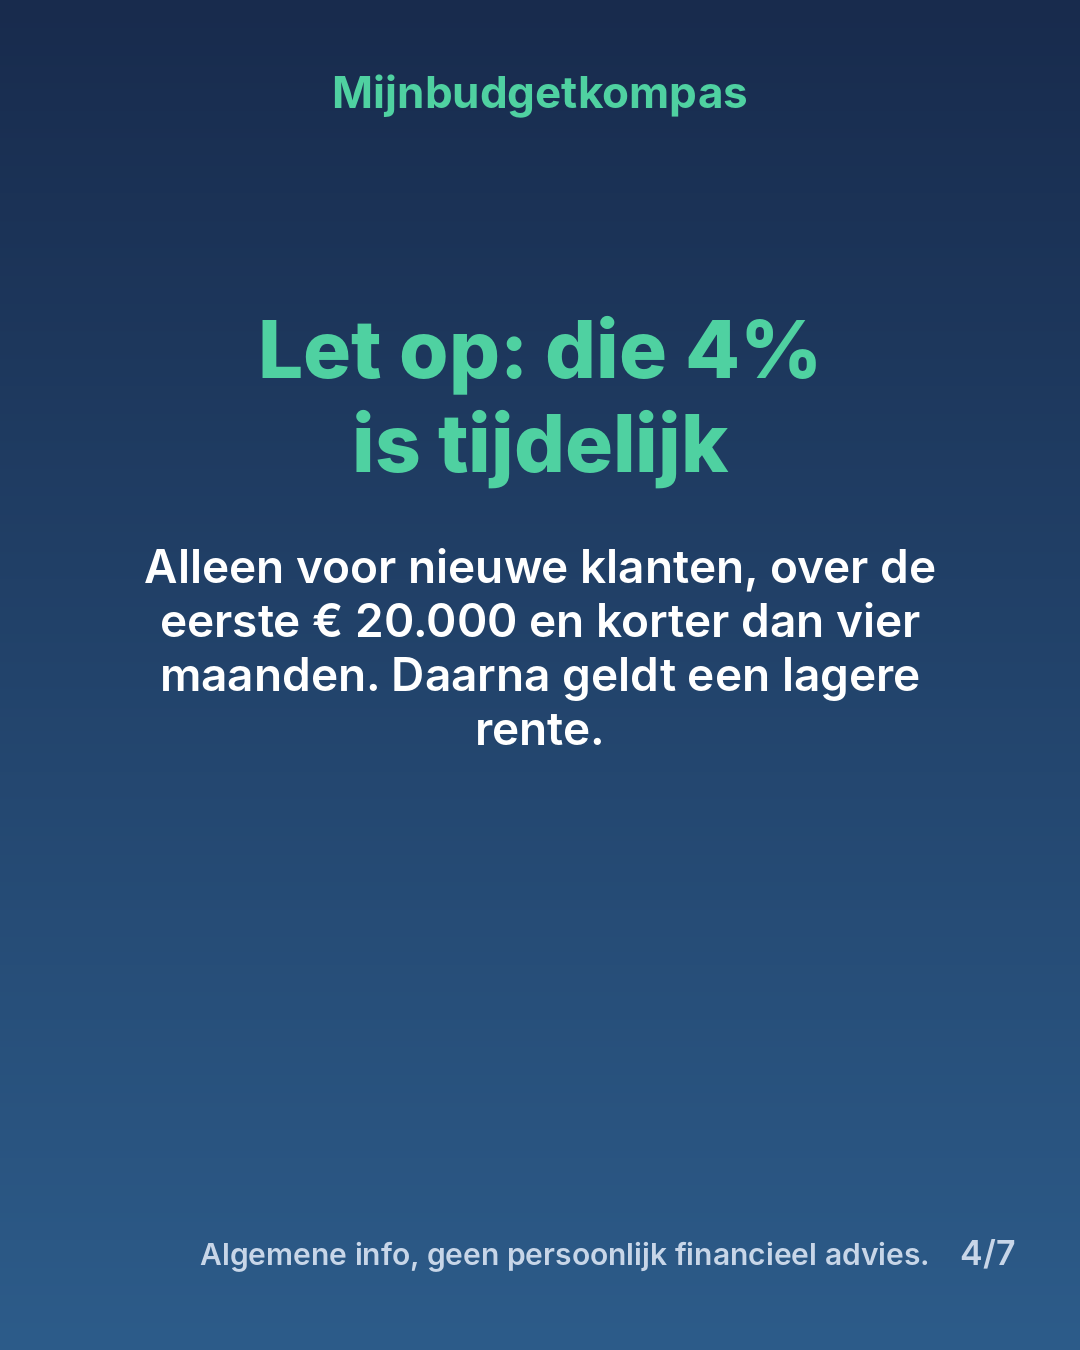 Mijnbudgetkompas
Let op: die 4%
is tijdelijk
Alleen voor nieuwe klanten, over de
eerste € 20.000 en korter dan vier
maanden. Daarna geldt een lagere
rente.
Algemene info, geen persoonlijk financieel advies. 4/7